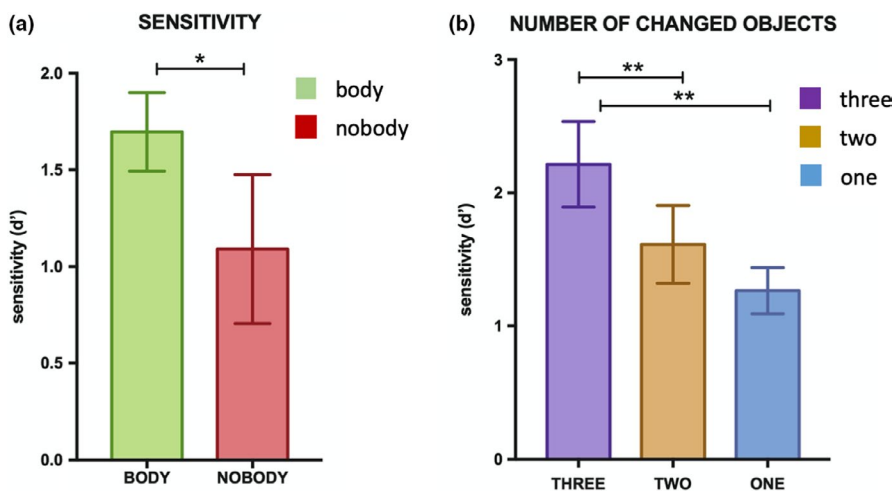 (a)
SENSITIVITY
*
body
nobody
sensitivity (d')
2.0
1.5
1.0
0.5
0.0
BODY NOBODY
(b)
NUMBER OF CHANGED OBJECTS
**
**
three
two
one
sensitivity (d')
3
2
1
0
THREE TWO ONE